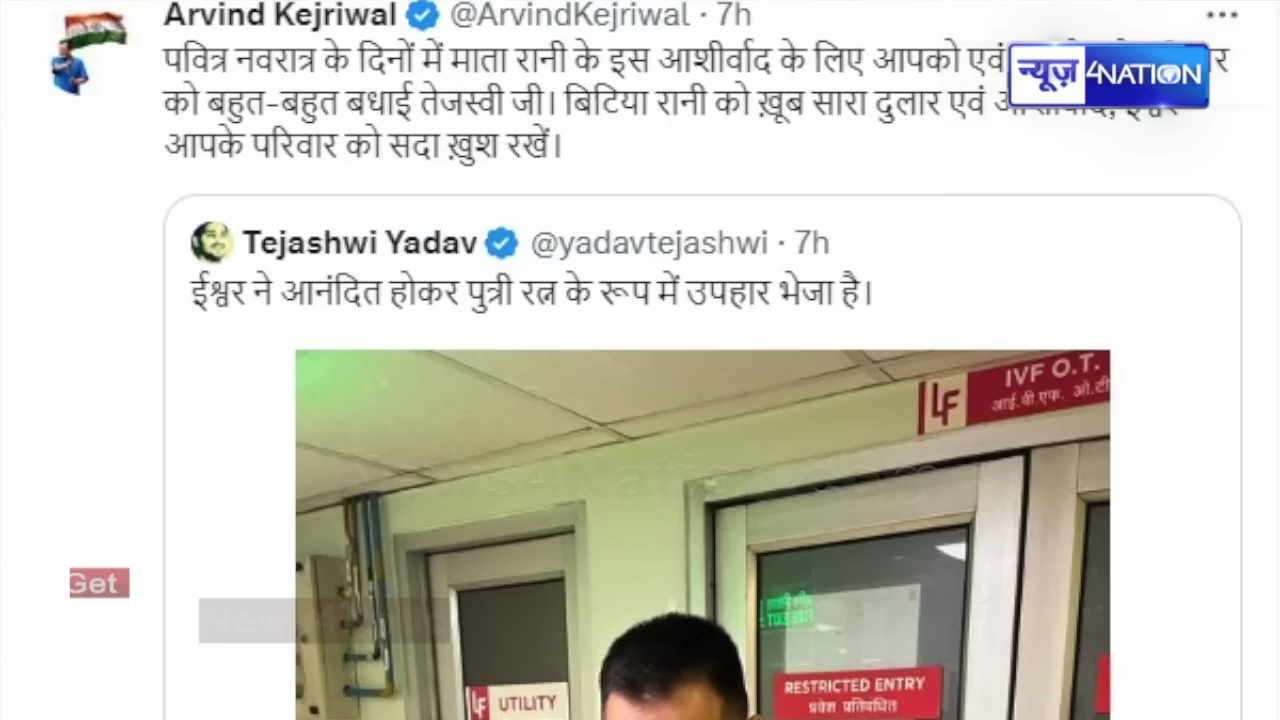 Arvind Kejriwal @ArvindKejriwal · 7h
पवित्र नवरात्र के दिनों में माता रानी के इस आशीर्वाद के लिए आपको एवं
को बहुत-बहुत बधाई तेजस्वी जी। बिटिया रानी को ख़ूब सारा दुलार एवं
आपके परिवार को सदा ख़ुश रखें।
न्यूज़ 4NATION
Tejashwi Yadav @yadavtejashwi · 7h
ईश्वर ने आनंदित होकर पुत्री रत्न के रूप में उपहार भेजा है।
LF IVF O.T.
आई.वी.एफ. ओ.टी
Get
LF UTILITY
RESTRICTED ENTRY
प्रवेश प्रतिबंधित